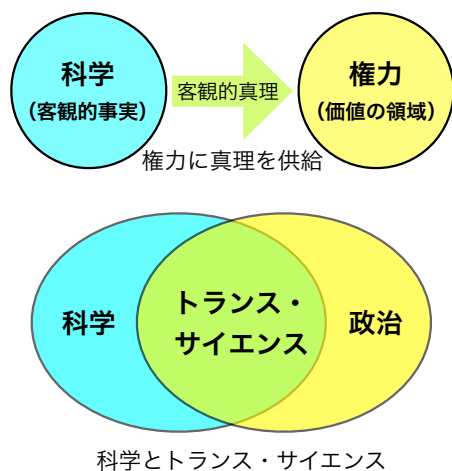 科学
（客観的事実）
客観的真理
権力
（価値の領域）
権力に真理を供給
科学
トランス・
サイエンス
政治
科学とトランス・サイエンス